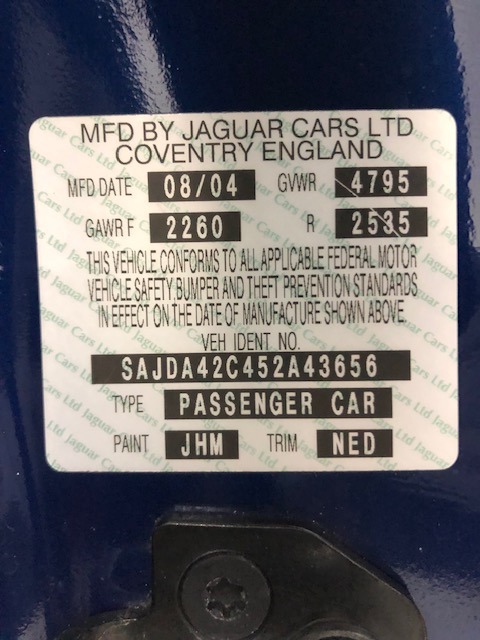 MFD BY JAGUAR CARS LTD
COVENTRY ENGLAND
MFD DATE 08/04 GVWR 4795
GAWR F 2260 R 2535
THIS VEHICLE CONFORMS TO ALL APPLICABLE FEDERAL MOTOR
VEHICLE SAFETY,BUMPER AND THEFT PREVENTION STANDARDS
IN EFFECT ON THE DATE OF MANUFACTURE SHOWN ABOVE.
VEH IDENT NO.
SAJDA42C452A43656
TYPE PASSENGER CAR
PAINT JHM TRIM NED